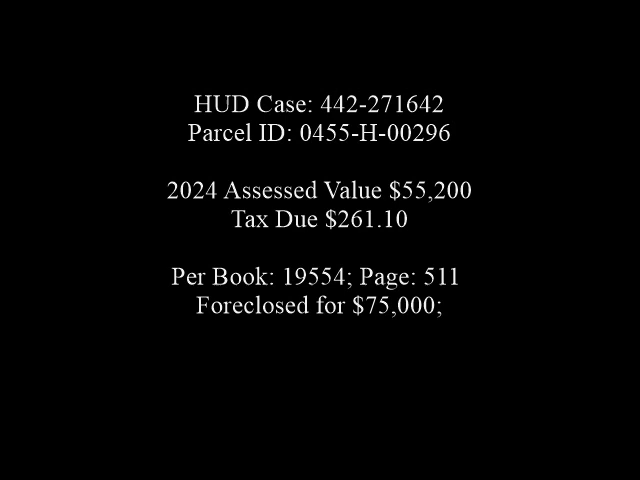 HUD Case: 442-271642
Parcel ID: 0455-H-00296
2024 Assessed Value $55,200
Tax Due $261.10
Per Book: 19554; Page: 511
Foreclosed for $75,000;